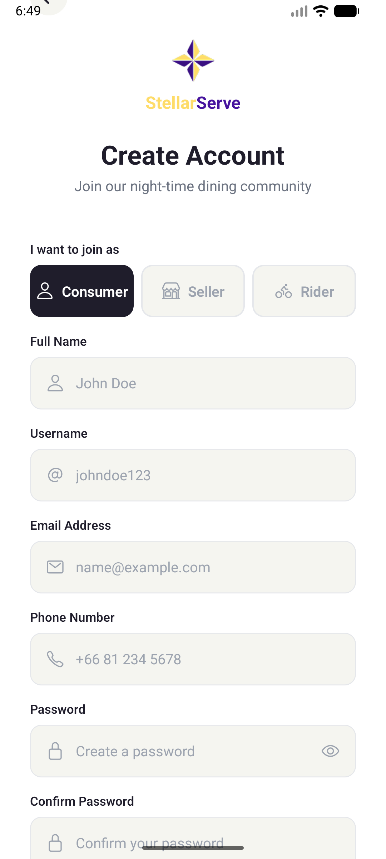 6:49
StellarServe
Create Account
Join our night-time dining community
I want to join as
Consumer Seller Rider
Full Name
John Doe
Username
@ johndoe123
Email Address
name@example.com
Phone Number
+66 81 234 5678
Password
Create a password
Confirm Password
Confirm your password